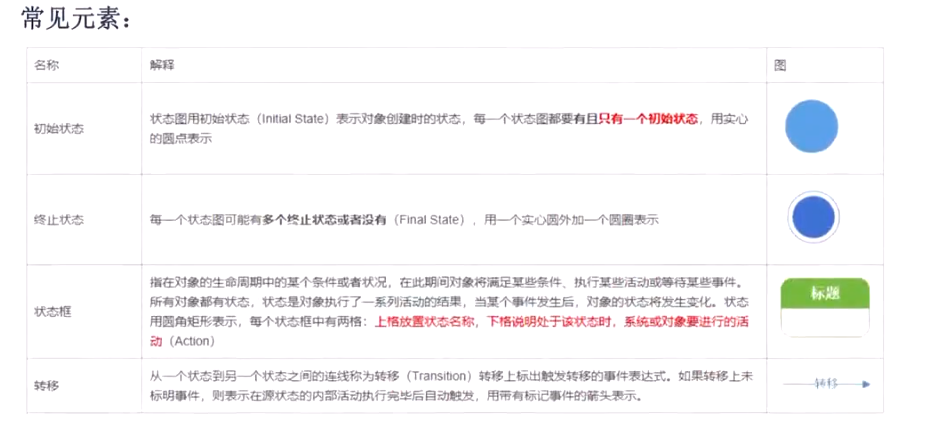 常见元素：
名称 解释 图
初始状态
状态图用初始状态（Initial State）表示对象创建时的状态，每一个状态图都要有且只有一个初始状态，用实心
的圆点表示
终止状态
每一个状态图可能有多个终止状态或者没有（Final State），用一个实心圆外加一个圆圈表示
状态框
指在对象的生命周期中的某个条件或者状况，在此期间对象将满足某些条件、执行某些活动或等待某些事件。
所有对象都有状态，状态是对象执行了一系列活动的结果，当某个事件发生后，对象的状态将发生变化。状态
用圆角矩形表示，每个状态框中有两格：上格放置状态名称，下格说明处于该状态时，系统或对象要进行的活
动（Action）
标题
转移
从一个状态到另一个状态之间的连线称为转移（Transition）转移上标出触发转移的事件表达式。如果转移上未
标明事件，则表示在源状态的内部活动执行完毕后自动触发，用带有标记事件的箭头表示。
转移